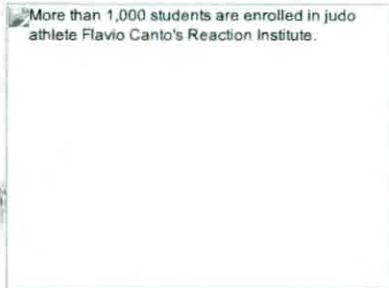 More than 1,000 students are enrolled in judo
athlete Flavio Canto's Reaction Institute.